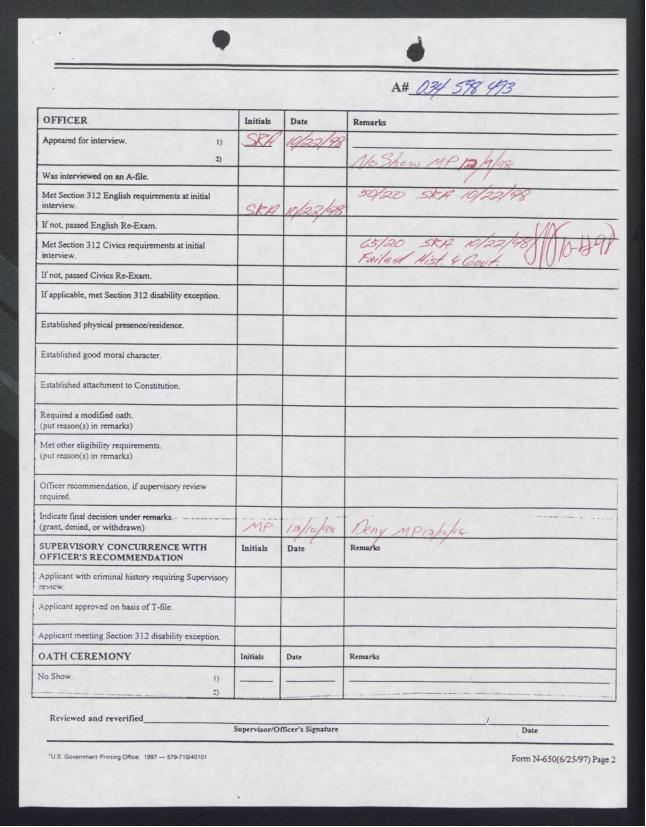 A# 034 598 493
OFFICER Initials Date Remarks
Appeared for interview. 1) SKA 10/22/98
2) No Show MP 12/9/98
Was interviewed on an A-file.
Met Section 312 English requirements at initial 50/20 SKA 10/22/98
interview. SKA 10/22/98
If not, passed English Re-Exam.
Met Section 312 Civics requirements at initial 65/20 SKA 10/22/98
interview. Failed Hist. & Govt.
If not, passed Civics Re-Exam.
If applicable, met Section 312 disability exception.
Established physical presence/residence.
Established good moral character.
Established attachment to Constitution.
Required a modified oath.
(put reason(s) in remarks)
Met other eligibility requirements.
(put reason(s) in remarks)
Officer recommendation, if supervisory review
required.
Indicate final decision under remarks.
(grant, denied, or withdrawn) MP 12/10/98 Deny MP 12/10/98
SUPERVISORY CONCURRENCE WITH Initials Date Remarks
OFFICER'S RECOMMENDATION
Applicant with criminal history requiring Supervisory
review.
Applicant approved on basis of T-file.
Applicant meeting Section 312 disability exception.
OATH CEREMONY Initials Date Remarks
No Show. 1)
2)
Reviewed and reverified /
Supervisor/Officer's Signature Date
*U.S. Government Printing Office: 1997 — 579-710/40101 Form N-650(6/25/97) Page 2